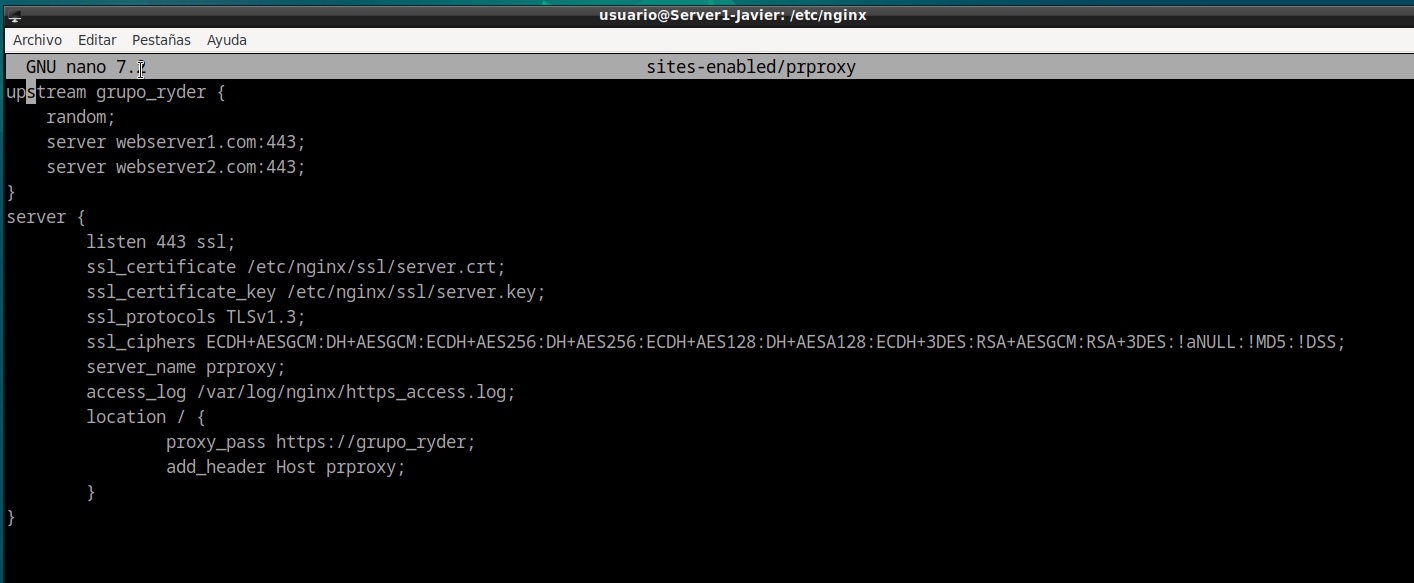 usuario@Server1-Javier: /etc/nginx
Archivo Editar Pestañas Ayuda
GNU nano 7. sites-enabled/prproxy
upstream grupo_ryder {
    random;
    server webserver1.com:443;
    server webserver2.com:443;
}
server {
        listen 443 ssl;
        ssl_certificate /etc/nginx/ssl/server.crt;
        ssl_certificate_key /etc/nginx/ssl/server.key;
        ssl_protocols TLSv1.3;
        ssl_ciphers ECDH+AESGCM:DH+AESGCM:ECDH+AES256:DH+AES256:ECDH+AES128:DH+AESA128:ECDH+3DES:RSA+AESGCM:RSA+3DES:!aNULL:!MD5:!DSS;
        server_name prproxy;
        access_log /var/log/nginx/https_access.log;
        location / {
                proxy_pass https://grupo_ryder;
                add_header Host prproxy;
        }
}